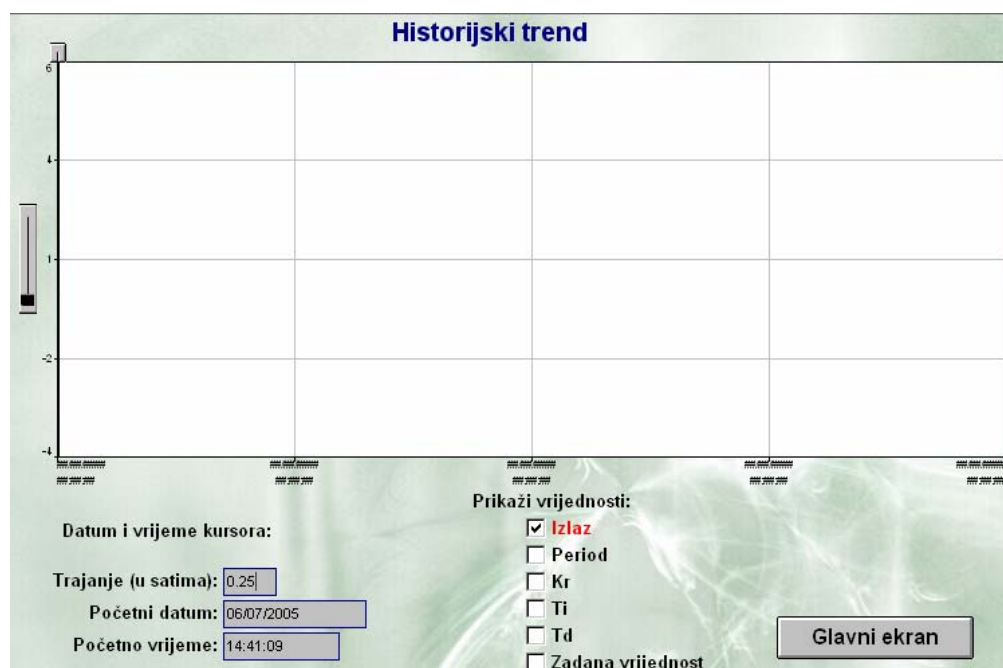 Historijski trend
6
4
1
-2
-4
##.##.####
##:##:##
##.##.####
##:##:##
##.##.####
##:##:##
##.##.####
##:##:##
Prikaži vrijednosti:
Datum i vrijeme kursora:
Izlaz
Period
Trajanje (u satima): 0.25
Kr
Početni datum: 06/07/2005
Ti
Početno vrijeme: 14:41:09
Td
Glavni ekran
Zadana vrijednost